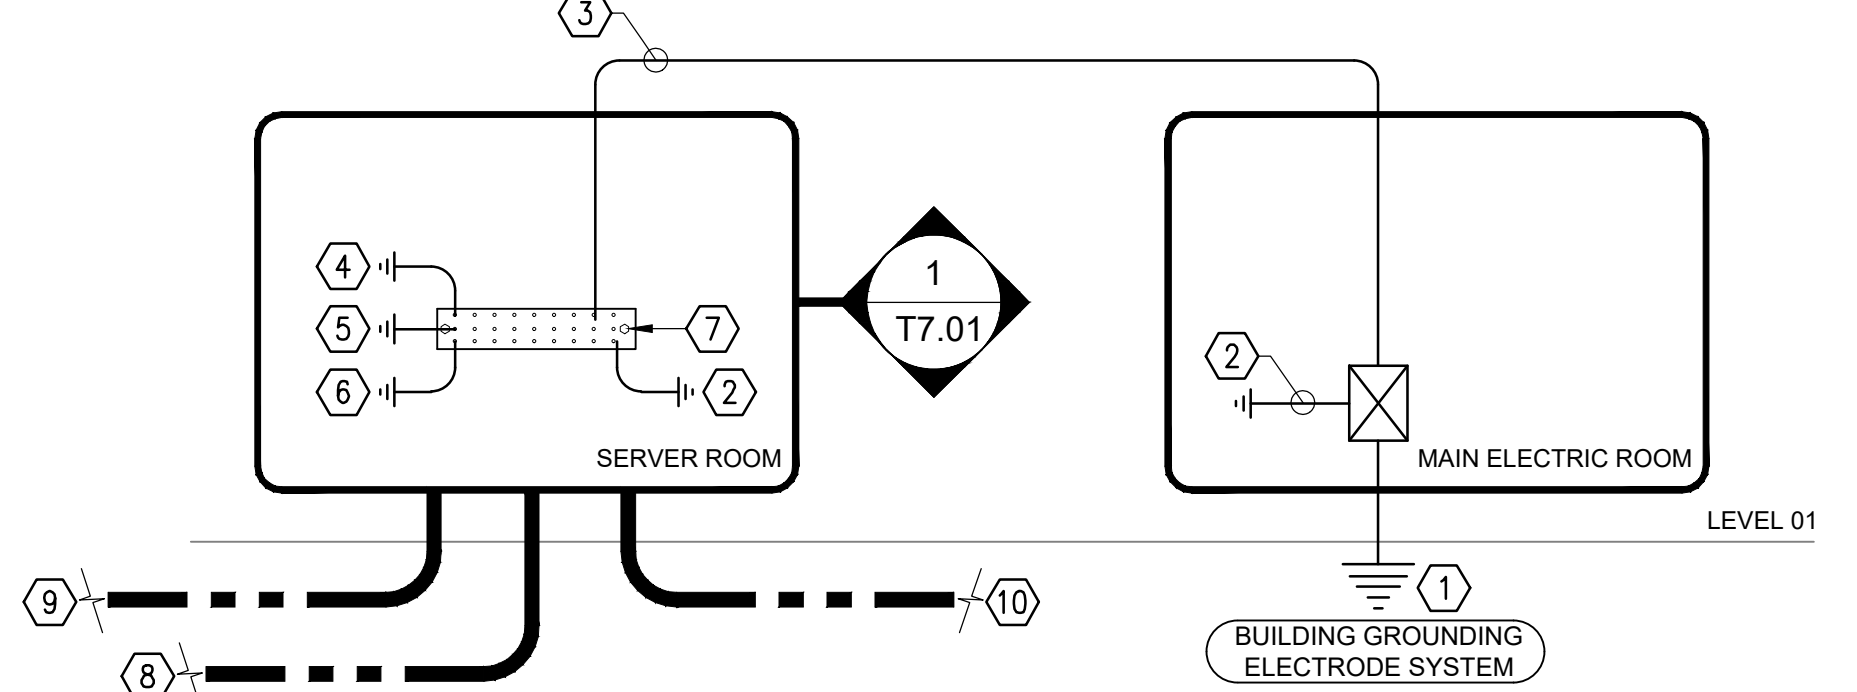 3
4
1
5
7
T7.01
2
6
2
SERVER ROOM
MAIN ELECTRIC ROOM
LEVEL 01
9
10
1
BUILDING GROUNDING
ELECTRODE SYSTEM
8